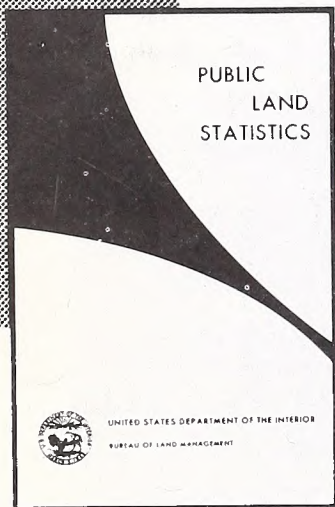 PUBLIC
LAND
STATISTICS
UNITED STATES DEPARTMENT OF THE INTERIOR
BUREAU OF LAND MANAGEMENT